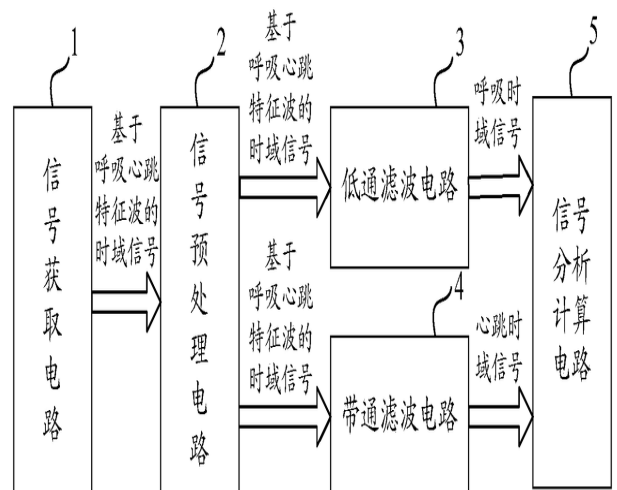 1
信号获取电路
基于
呼吸心跳
特征波的
时域信号
2
信号预处理电路
基于
呼吸心跳
特征波的
时域信号
基于
呼吸心跳
特征波的
时域信号
3
低通滤波电路
4
带通滤波电路
呼吸时
域信号
心跳时
域信号
5
信号
分析
计算
电路